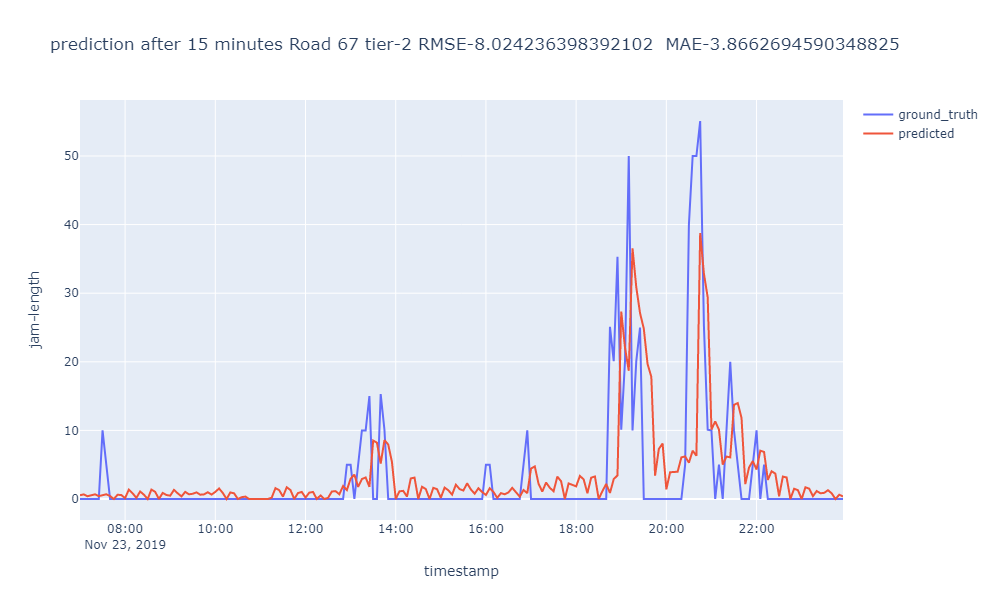 prediction after 15 minutes Road 67 tier-2 RMSE-8.024236398392102  MAE-3.8662694590348825
ground_truth
predicted
50
40
30
20
10
0
jam-length
08:00 10:00 12:00 14:00 16:00 18:00 20:00 22:00
Nov 23, 2019
timestamp